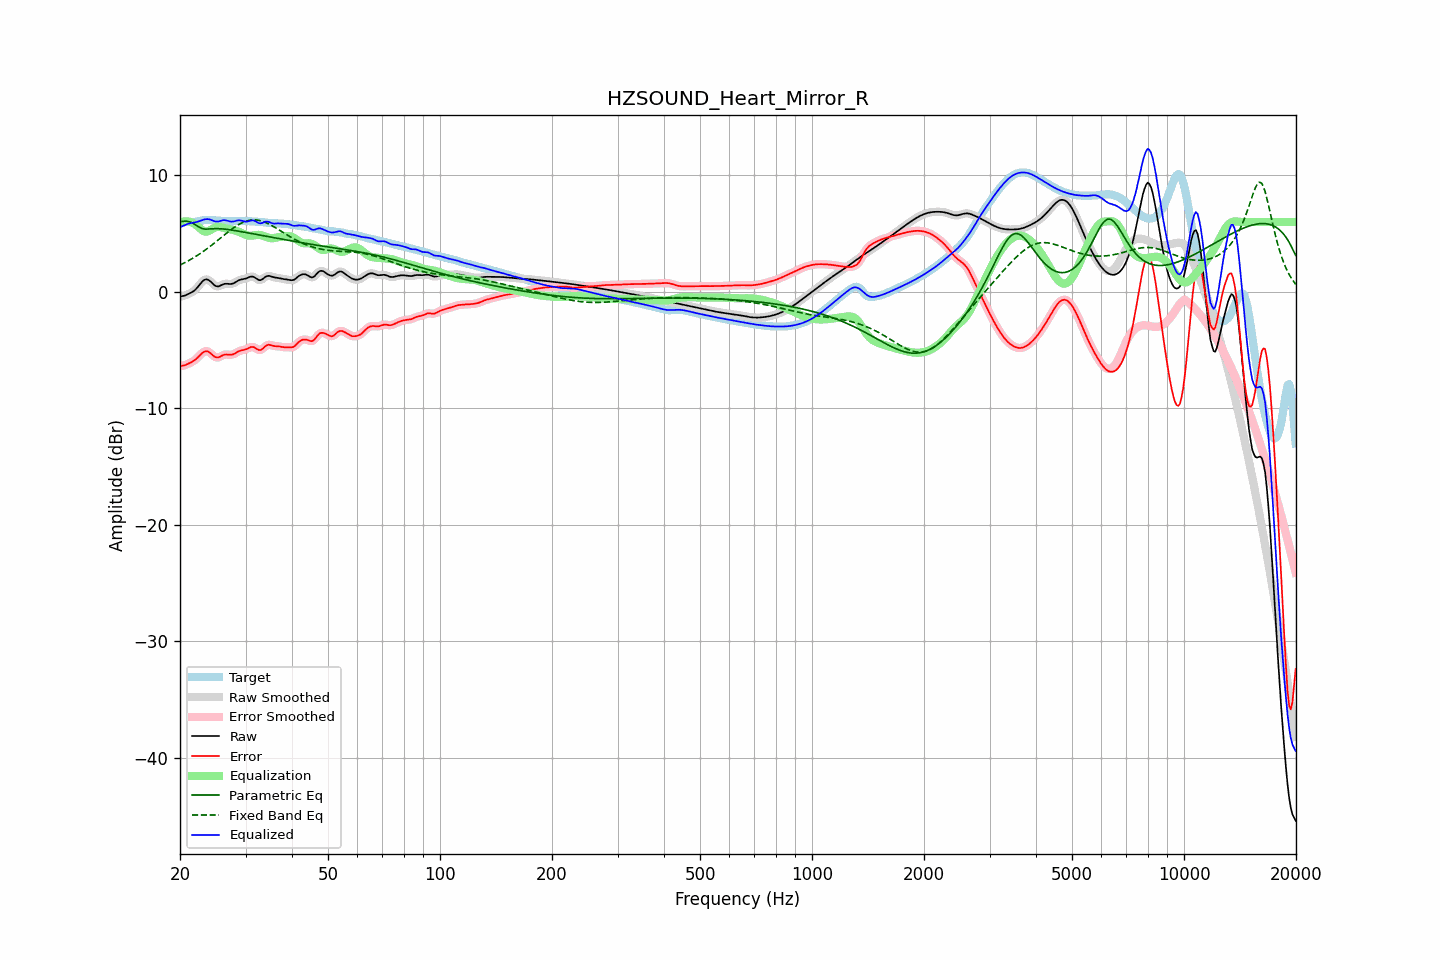 HZSOUND_Heart_Mirror_R
Amplitude (dBr)
10
0
−10
−20
−30
−40
Target
Raw Smoothed
Error Smoothed
Raw
Error
Equalization
Parametric Eq
Fixed Band Eq
Equalized
20 50 100 200 500 1000 2000 5000 10000 20000
Frequency (Hz)